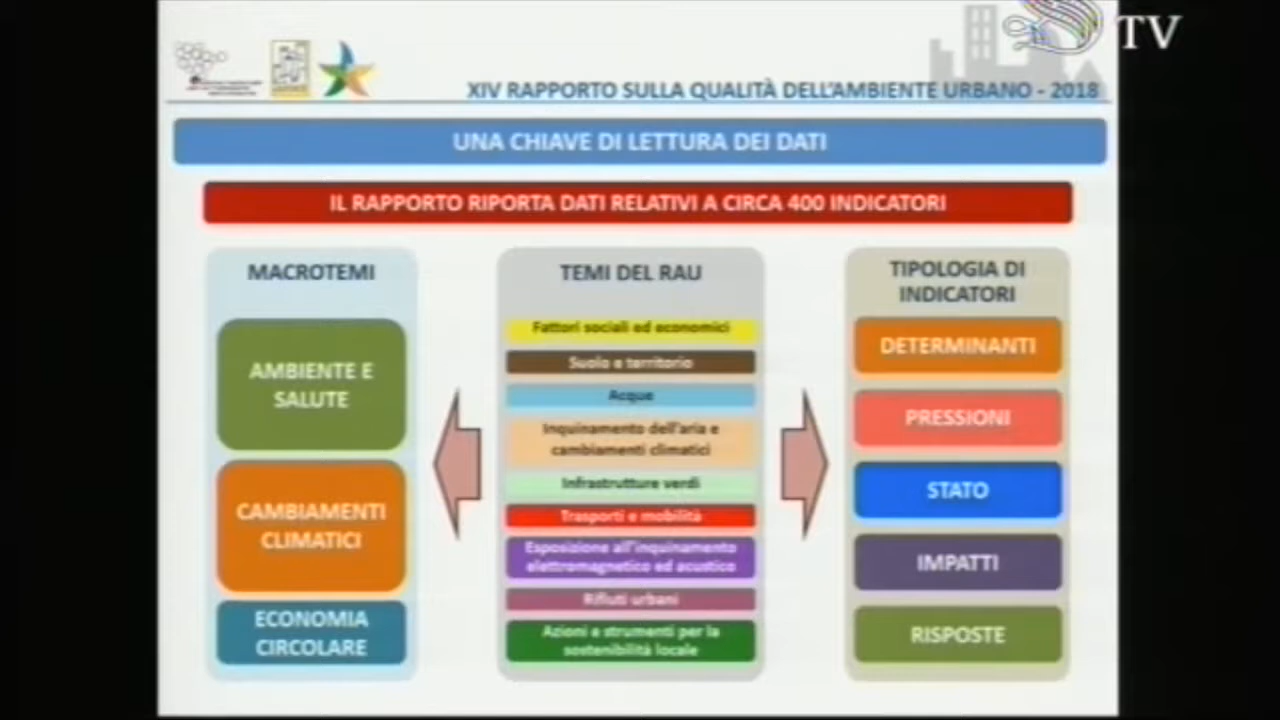 TV
XIV RAPPORTO SULLA QUALITÀ DELL'AMBIENTE URBANO - 2018
UNA CHIAVE DI LETTURA DEI DATI
IL RAPPORTO RIPORTA DATI RELATIVI A CIRCA 400 INDICATORI
MACROTEMI
AMBIENTE E
SALUTE
CAMBIAMENTI
CLIMATICI
ECONOMIA
CIRCOLARE
TEMI DEL RAU
Fattori sociali ed economici
Suolo e territorio
Acque
Inquinamento dell'aria e
cambiamenti climatici
Infrastrutture verdi
Trasporti e mobilità
Esposizione all'inquinamento
elettromagnetico ed acustico
Rifiuti urbani
Azioni e strumenti per la
sostenibilità locale
TIPOLOGIA DI
INDICATORI
DETERMINANTI
PRESSIONI
STATO
IMPATTI
RISPOSTE